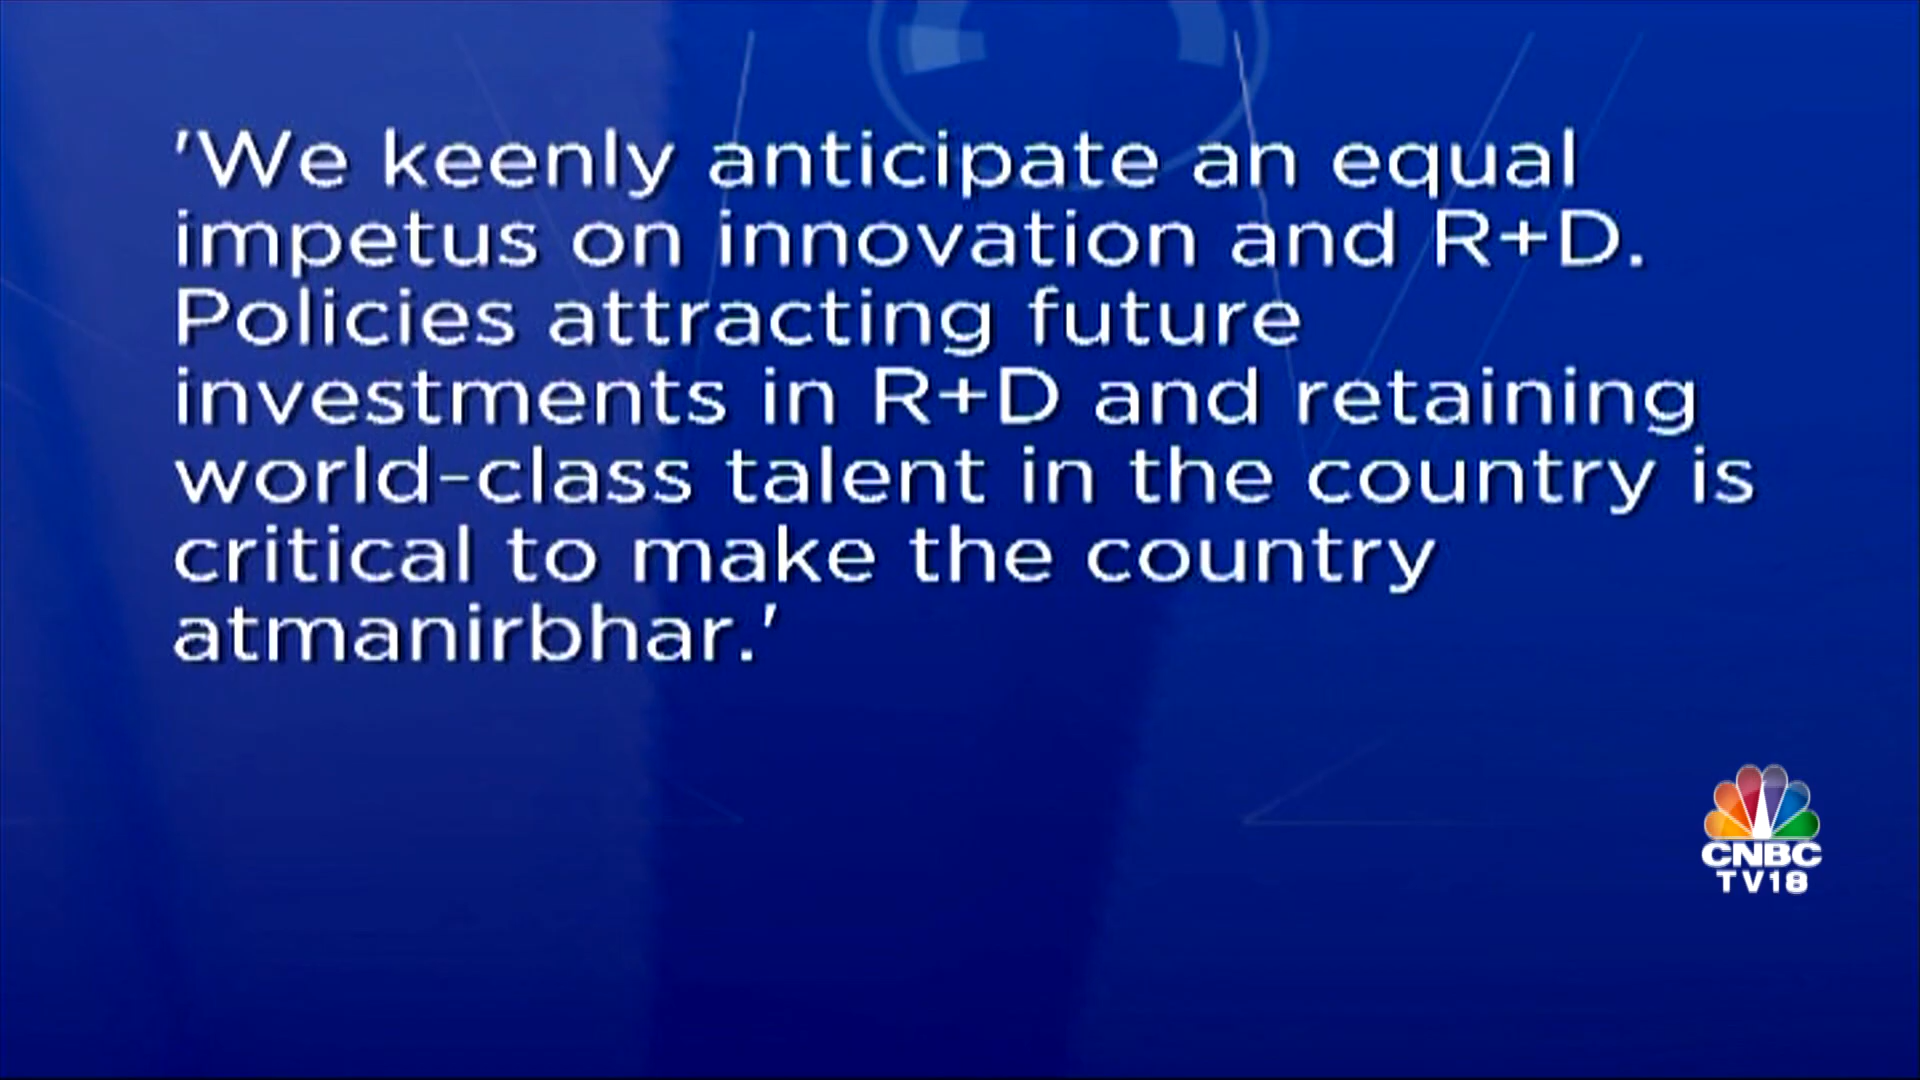 'We keenly anticipate an equal
impetus on innovation and R+D.
Policies attracting future
investments in R+D and retaining
world-class talent in the country is
critical to make the country
atmanirbhar.'
CNBC
TV18